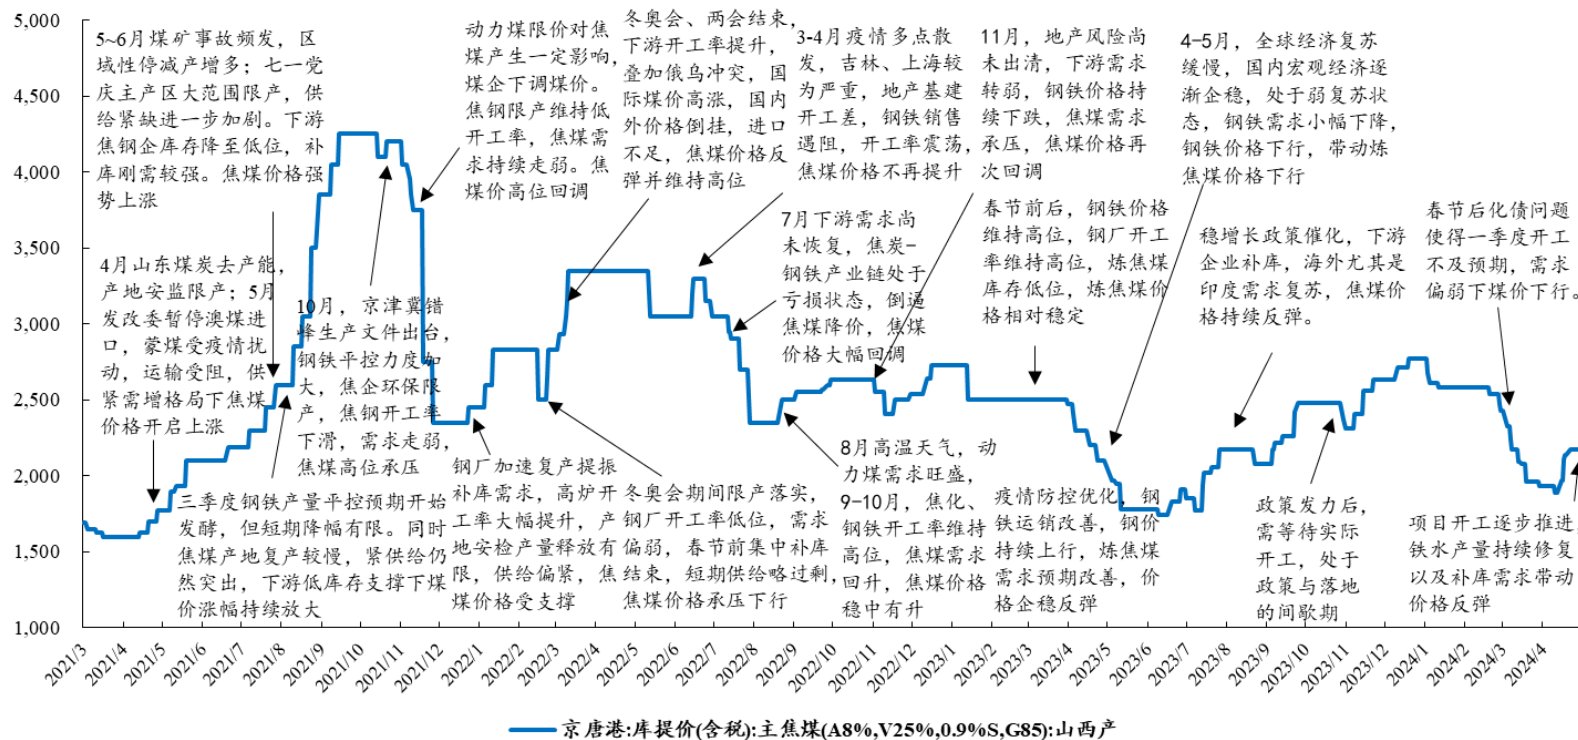 5,000
4,500
4,000
3,500
3,000
2,500
2,000
1,500
1,000
5~6月煤矿事故频发，区
域性停减产增多；七一党
庆主产区大范围限产，供
给紧缺进一步加剧。下游
焦钢企库存降至低位，补
库刚需较强。焦煤价格强
势上涨
4月山东煤炭去产能，
产地安监限产；5月
发改委暂停澳煤进
口，蒙煤受疫情扰
动，运输受阻，供
紧需增格局下焦煤
价格开启上涨
三季度钢铁产量平控预期开始
发酵，但短期降幅有限。同时
焦煤产地复产较慢，紧供给仍
然突出，下游低库存支撑下煤
价涨幅持续放大
10月，京津冀错
峰生产文件出台，
钢铁平控力度加
大，焦企环保限
产，焦钢开工率
下滑，需求走弱，
焦煤高位承压
动力煤限价对焦
煤产生一定影响，
煤企下调煤价。
焦钢限产维持低
开工率，焦煤需
求持续走弱。焦
煤价高位回调
钢厂加速复产提振
补库需求，高炉开
工率大幅提升，产
地安检产量释放有
限，供给偏紧，焦
煤价格受支撑
冬奥会、两会结束，
下游开工率提升，
叠加俄乌冲突，国
际煤价高涨，国内
外价格倒挂，进口
不足，焦煤价格反
弹并维持高位
冬奥会期间限产落实，
钢厂开工率低位，需求
偏弱，春节前集中补库
结束，短期供给略过剩，
焦煤价格承压下行
3-4月疫情多点散
发，吉林、上海较
为严重，地产基建
开工差，钢铁销售
遇阻，开工率震荡，
焦煤价格不再提升
7月下游需求尚
未恢复，焦炭-
钢铁产业链处于
亏损状态，倒逼
焦煤降价，焦煤
价格大幅回调
8月高温天气，动
力煤需求旺盛，
9-10月，焦化、
钢铁开工率维持
高位，焦煤需求
回升，焦煤价格
稳中有升
11月，地产风险尚
未出清，下游需求
转弱，钢铁价格持
续下跌，焦煤需求
承压，焦煤价格再
次回调
春节前后，钢铁价格
维持高位，钢厂开工
率维持高位，炼焦煤
库存低位，炼焦煤价
格相对稳定
疫情防控优化，钢
铁运销改善，钢价
持续上行，炼焦煤
需求预期改善，价
格企稳反弹
4-5月，全球经济复苏
缓慢，国内宏观经济逐
渐企稳，处于弱复苏状
态，钢铁需求小幅下降，
钢铁价格下行，带动炼
焦煤价格下行
稳增长政策催化，下游
企业补库，海外尤其是
印度需求复苏，焦煤价
格持续反弹。
政策发力后，
需等待实际
开工，处于
政策与落地
的间歇期
春节后化债问题
使得一季度开工
不及预期，需求
偏弱下煤价下行。
项目开工逐步推进，
铁水产量持续修复
以及补库需求带动
价格反弹
2021/3
2021/4
2021/5
2021/6
2021/7
2021/8
2021/9
2021/10
2021/11
2021/12
2022/1
2022/2
2022/3
2022/4
2022/5
2022/6
2022/7
2022/8
2022/9
2022/10
2022/11
2022/12
2023/1
2023/2
2023/3
2023/4
2023/5
2023/6
2023/7
2023/8
2023/9
2023/10
2023/11
2023/12
2024/1
2024/2
2024/3
2024/4
京唐港:库提价(含税):主焦煤(A8%,V25%,0.9%S,G85):山西产